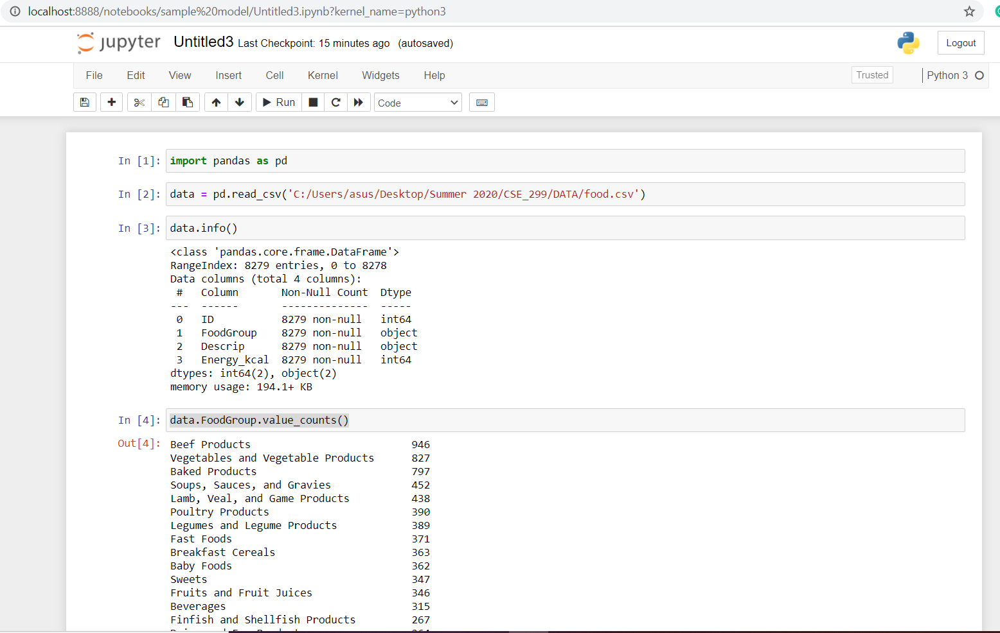 localhost:8888/notebooks/sample%20model/Untitled3.ipynb?kernel_name=python3
jupyter Untitled3 Last Checkpoint: 15 minutes ago (autosaved) Logout
File Edit View Insert Cell Kernel Widgets Help Trusted Python 3
Run Code
In [1]: import pandas as pd
In [2]: data = pd.read_csv('C:/Users/asus/Desktop/Summer 2020/CSE_299/DATA/food.csv')
In [3]: data.info()
<class 'pandas.core.frame.DataFrame'>
RangeIndex: 8279 entries, 0 to 8278
Data columns (total 4 columns):
 #   Column       Non-Null Count  Dtype
---  ------       --------------  -----
 0   ID           8279 non-null   int64
 1   FoodGroup    8279 non-null   object
 2   Descrip      8279 non-null   object
 3   Energy_kcal  8279 non-null   int64
dtypes: int64(2), object(2)
memory usage: 194.1+ KB
In [4]: data.FoodGroup.value_counts()
Out[4]: Beef Products 946
Vegetables and Vegetable Products 827
Baked Products 797
Soups, Sauces, and Gravies 452
Lamb, Veal, and Game Products 438
Poultry Products 390
Legumes and Legume Products 389
Fast Foods 371
Breakfast Cereals 363
Baby Foods 362
Sweets 347
Fruits and Fruit Juices 346
Beverages 315
Finfish and Shellfish Products 267